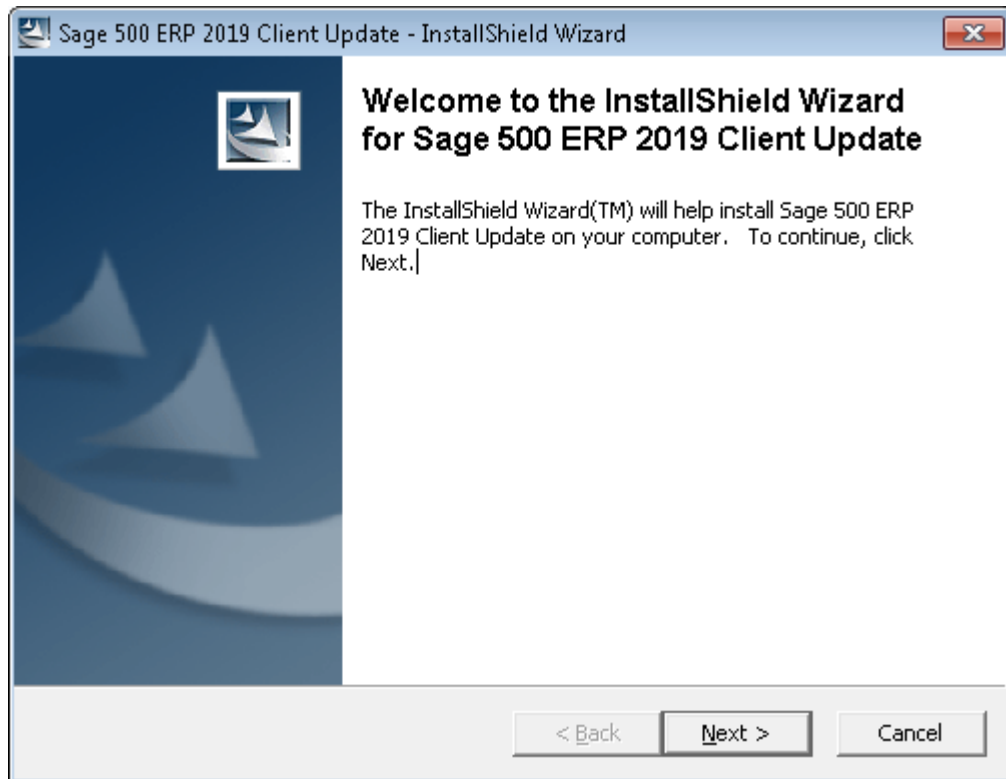 Sage 500 ERP 2019 Client Update - InstallShield Wizard
Welcome to the InstallShield Wizard
for Sage 500 ERP 2019 Client Update
The InstallShield Wizard(TM) will help install Sage 500 ERP
2019 Client Update on your computer.   To continue, click
Next.
< Back
Next >
Cancel